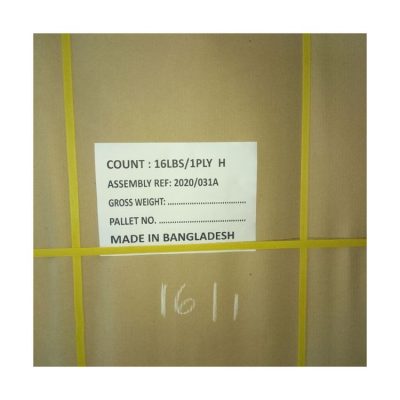 COUNT : 16LBS/1PLY H
ASSEMBLY REF: 2020/031A
GROSS WEIGHT: ....................................
PALLET NO. .......................................
MADE IN BANGLADESH
16/1